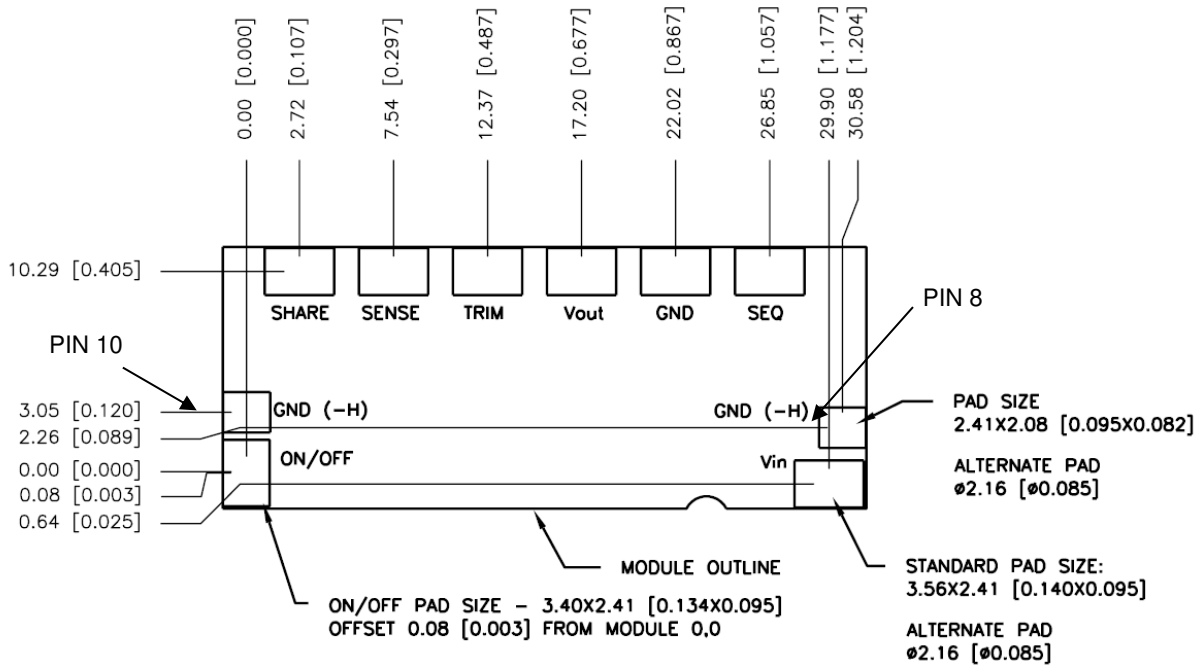 0.00 [0.000]
2.72 [0.107]
7.54 [0.297]
12.37 [0.487]
17.20 [0.677]
22.02 [0.867]
26.85 [1.057]
29.90 [1.177]
30.58 [1.204]
10.29 [0.405]
SHARE
SENSE
TRIM
Vout
GND
SEQ
PIN 8
PIN 10
3.05 [0.120]
GND (-H)
GND (-H)
2.26 [0.089]
0.00 [0.000]
ON/OFF
Vin
0.08 [0.003]
0.64 [0.025]
PAD SIZE
2.41X2.08 [0.095X0.082]
ALTERNATE PAD
ø2.16 [ø0.085]
MODULE OUTLINE
STANDARD PAD SIZE:
3.56X2.41 [0.140X0.095]
ALTERNATE PAD
ø2.16 [ø0.085]
ON/OFF PAD SIZE - 3.40X2.41 [0.134X0.095]
OFFSET 0.08 [0.003] FROM MODULE 0,0